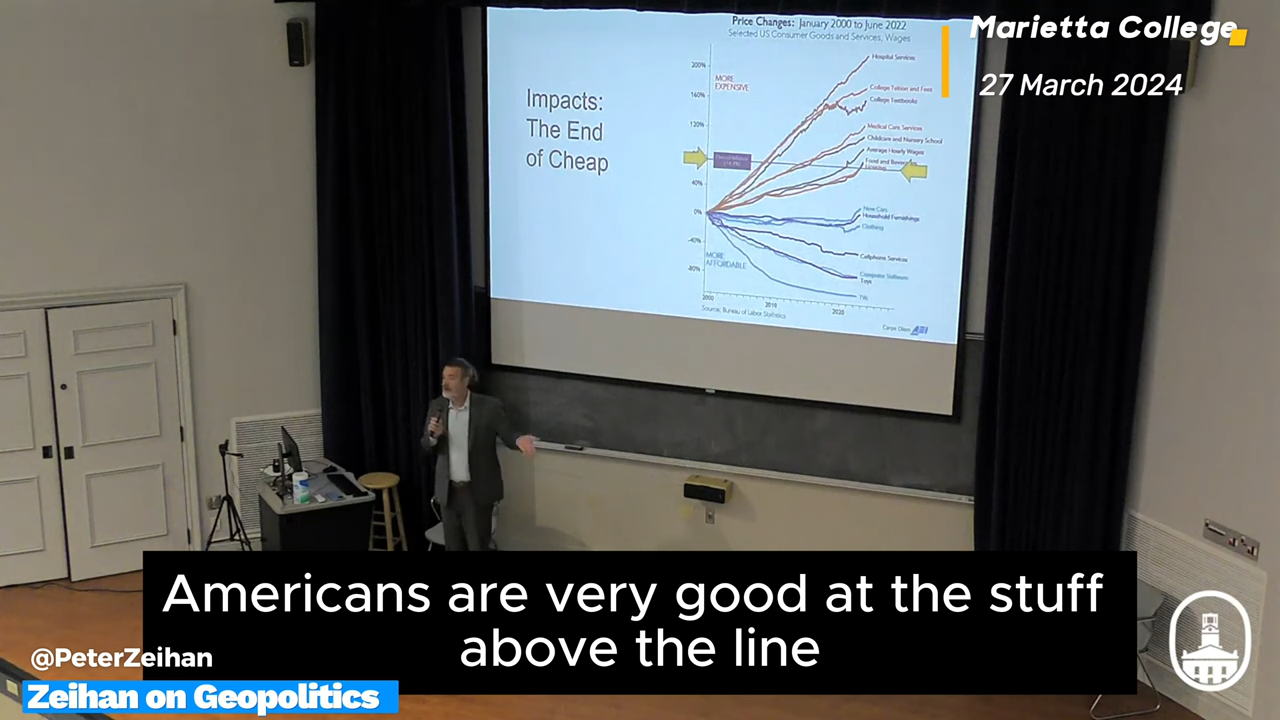 Price Changes: January 2000 to June 2022
Selected US Consumer Goods and Services, Wages
Marietta College
27 March 2024
Impacts:
The End
of Cheap
200%
160%
120%
40%
0%
-40%
-80%
MORE
EXPENSIVE
MORE
AFFORDABLE
Hospital Services
College Tuition and Fees
College Textbooks
Medical Care Services
Childcare and Nursery School
Average Hourly Wages
Food and
Housing
New Cars
Household Furnishings
Clothing
Cellphone Services
Computer Software
Toys
TVs
2000
2010
2020
Source: Bureau of Labor Statistics
Carpe Diem AEI
Americans are very good at the stuff
above the line
@PeterZeihan
Zeihan on Geopolitics